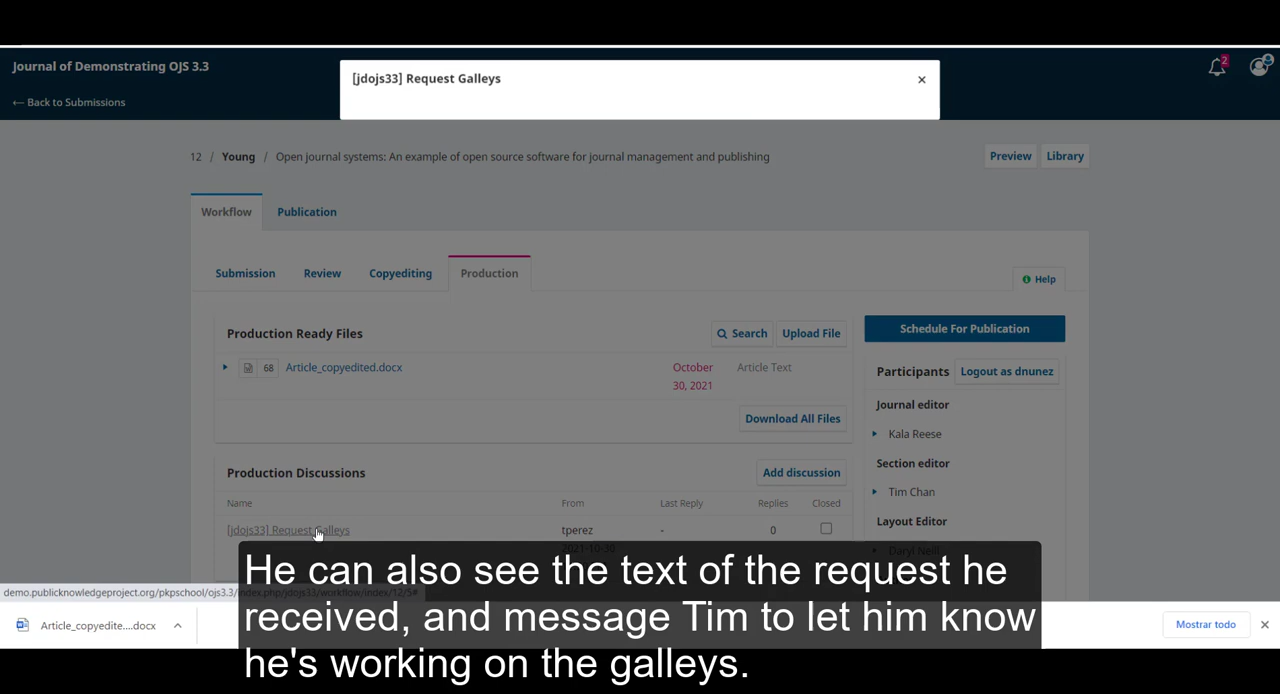 Journal of Demonstrating OJS 3.3
[jdojs33] Request Galleys
×
2
← Back to Submissions
12 / Young / Open journal systems: An example of open source software for journal management and publishing
Preview
Library
Workflow
Publication
Submission
Review
Copyediting
Production
Help
Production Ready Files
Search
Upload File
Schedule For Publication
68
Article_copyedited.docx
October
30, 2021
Article Text
Participants
Logout as dnunez
Journal editor
Download All Files
Kala Reese
Section editor
Production Discussions
Add discussion
Tim Chan
Name
From
Last Reply
Replies
Closed
Layout Editor
[jdojs33] Request Galleys
tperez
-
0
2021-10-30
Daryl Neill
He can also see the text of the request he
received, and message Tim to let him know
he's working on the galleys.
demo.publicknowledgeproject.org/pkpschool/ojs3.3/index.php/jdojs33/workflow/index/12/5#
Article_copyedite....docx
Mostrar todo
×